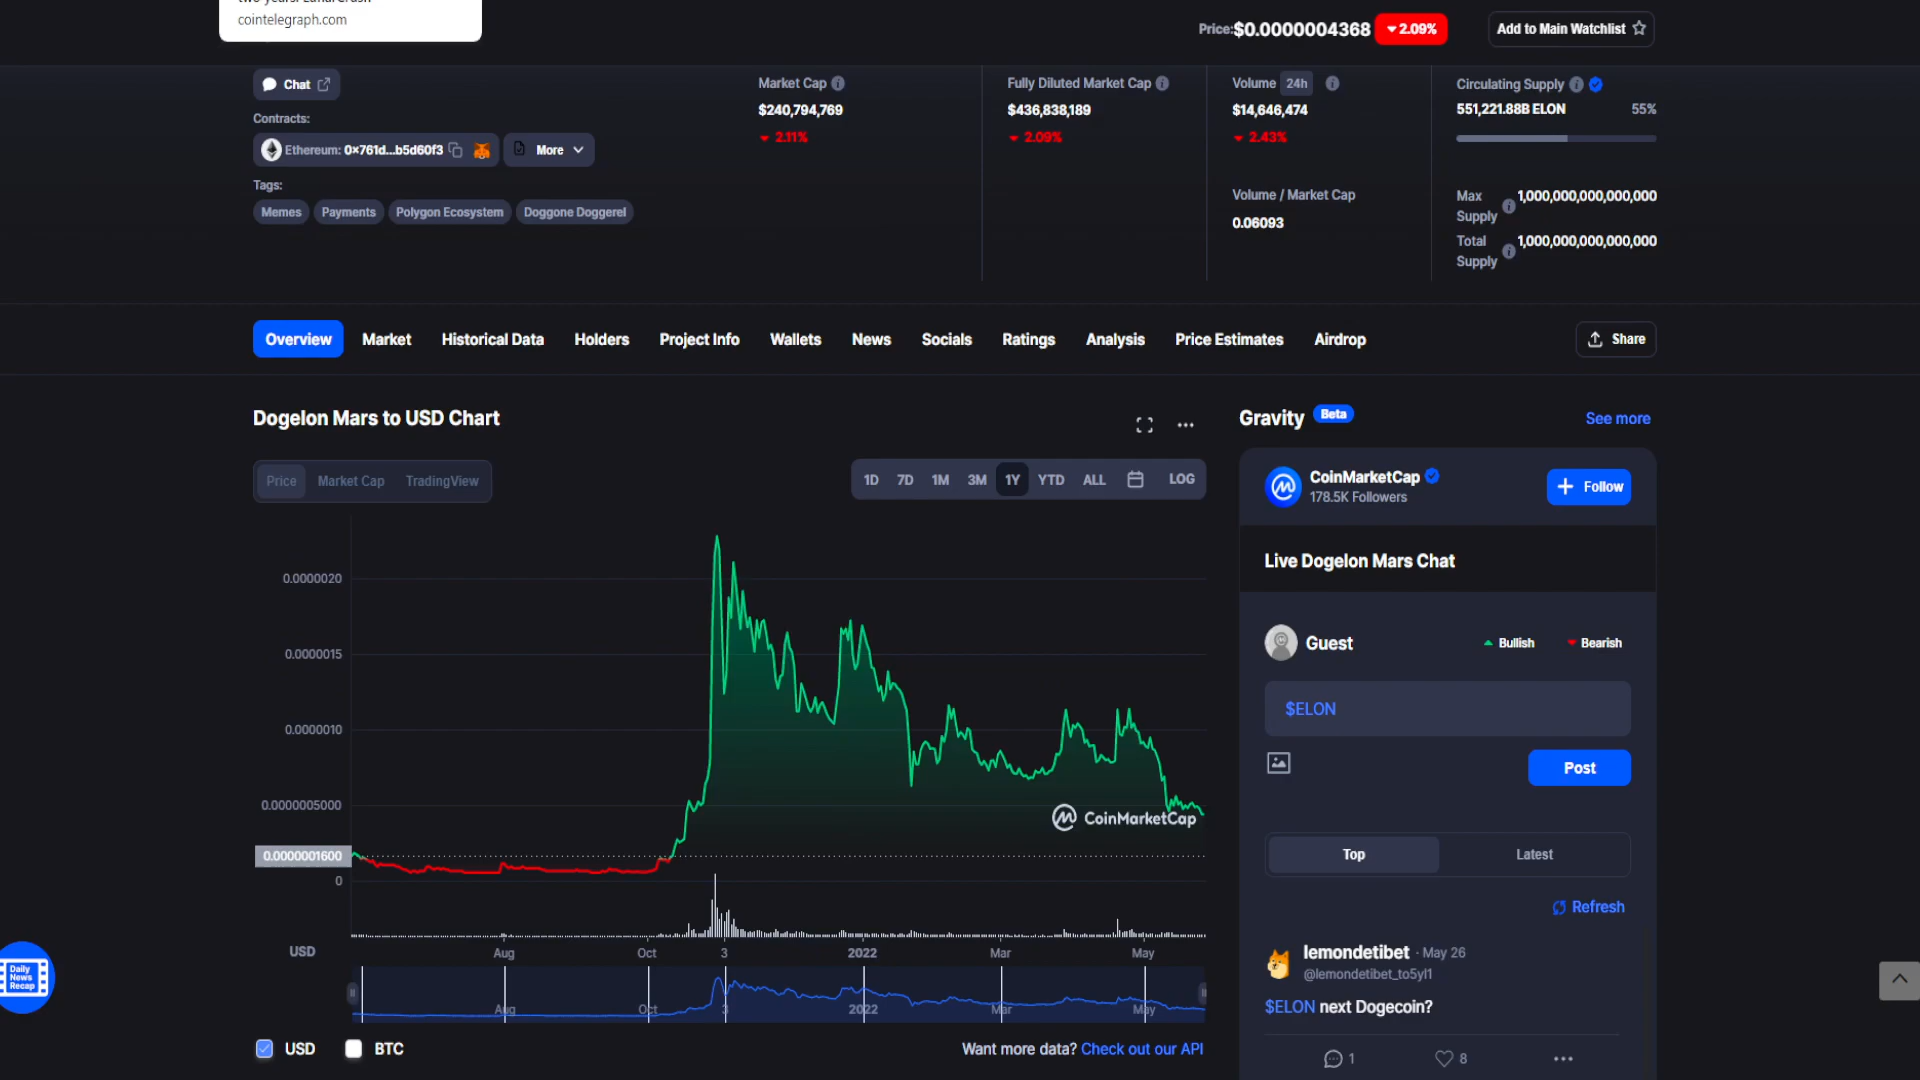 cointelegraph.com
Price:$0.0000004368 2.09%
Add to Main Watchlist
Chat
Contracts:
Ethereum: 0x761d...b5d60f3
More
Tags:
Memes Payments Polygon Ecosystem Doggone Doggerel
Market Cap
$240,794,769
2.11%
Fully Diluted Market Cap
$436,838,189
2.09%
Volume 24h
$14,646,474
2.43%
Volume / Market Cap
0.06093
Circulating Supply
551,221.88B ELON 55%
Max Supply 1,000,000,000,000,000
Total Supply 1,000,000,000,000,000
Overview Market Historical Data Holders Project Info Wallets News Socials Ratings Analysis Price Estimates Airdrop
Share
Dogelon Mars to USD Chart
Price Market Cap TradingView
1D 7D 1M 3M 1Y YTD ALL LOG
0.0000020
0.0000015
0.0000010
0.0000005000
0.0000001600
0
CoinMarketCap
USD Aug Oct 3 2022 Mar May
Aug Oct 3 2022 Mar May
USD BTC
Want more data? Check out our API
Gravity Beta
See more
CoinMarketCap
178.5K Followers
Follow
Live Dogelon Mars Chat
Guest
Bullish Bearish
$ELON
Post
Top Latest
Refresh
lemondetibet · May 26
@lemondetibet_to5yl1
$ELON next Dogecoin?
1 8
Daily
News
Recap